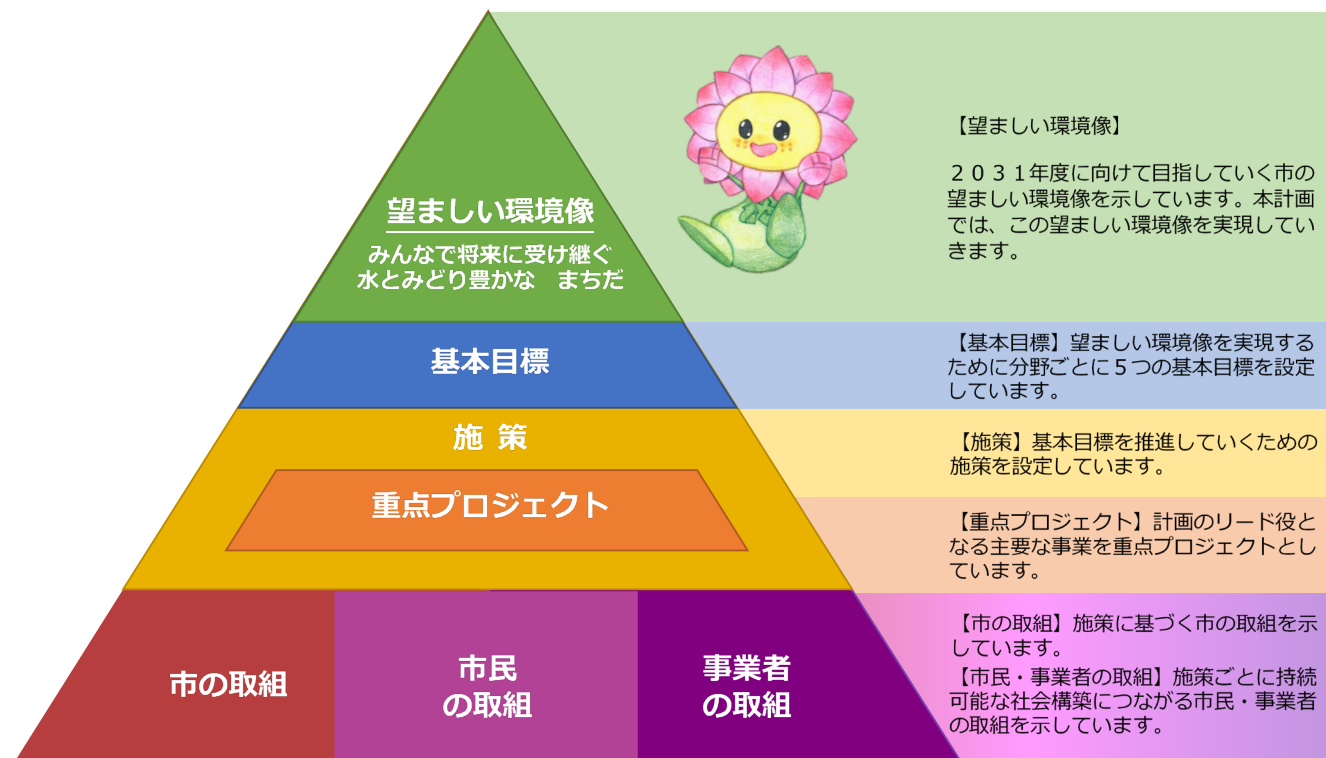 望ましい環境像
みんなで将来に受け継ぐ
水とみどり豊かな　まちだ
基本目標
施 策
重点プロジェクト
市の取組
市民
の取組
事業者
の取組
【望ましい環境像】
２０３１年度に向けて目指していく市の
望ましい環境像を示しています。本計画
では、この望ましい環境像を実現してい
きます。
【基本目標】望ましい環境像を実現する
ために分野ごとに５つの基本目標を設定
しています。
【施策】基本目標を推進していくための
施策を設定しています。
【重点プロジェクト】計画のリード役と
なる主要な事業を重点プロジェクトとし
ています。
【市の取組】施策に基づく市の取組を示
しています。
【市民・事業者の取組】施策ごとに持続
可能な社会構築につながる市民・事業者
の取組を示しています。